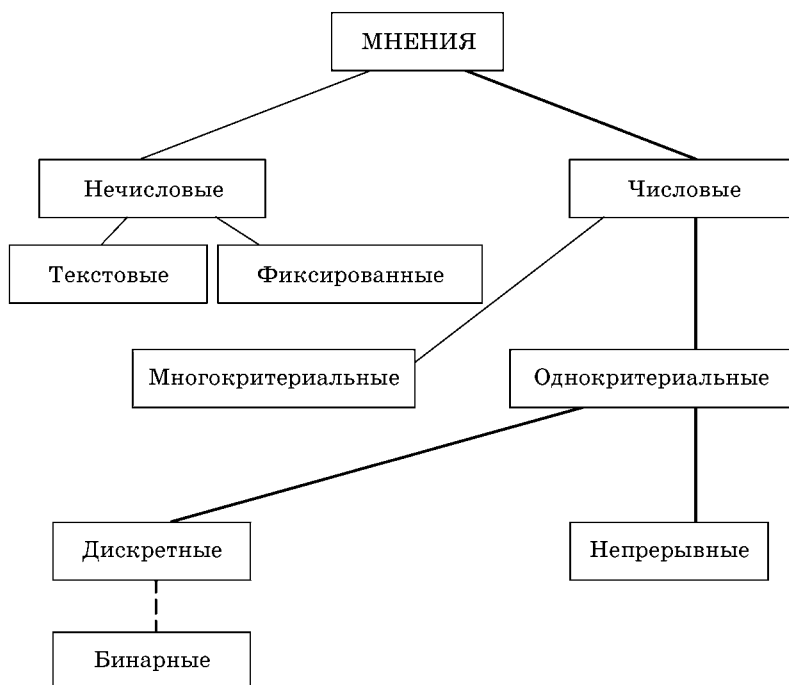 МНЕНИЯ
Нечисловые
Числовые
Текстовые
Фиксированные
Многокритериальные
Однокритериальные
Дискретные
Непрерывные
Бинарные